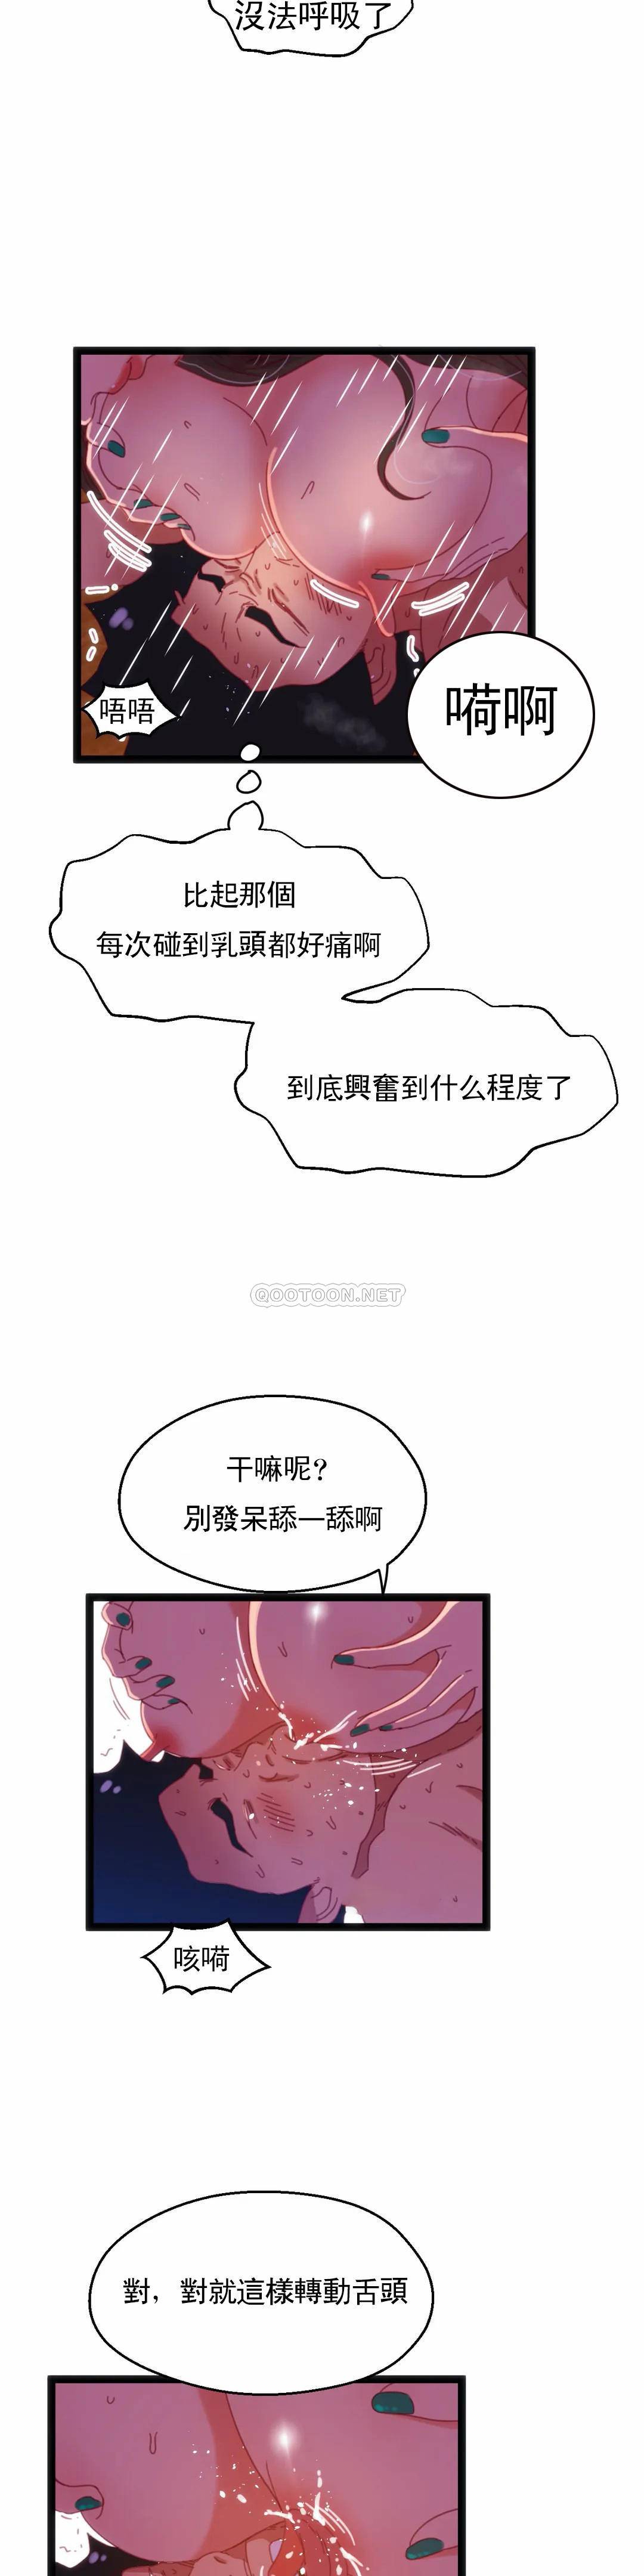 沒法呼吸了
唔唔
嗬啊
比起那個
每次碰到乳頭都好痛啊
到底興奮到什么程度了
QOOTOON.NET
干嘛呢？
別發呆舔一舔啊
咳嗬
對，對就這樣轉動舌頭